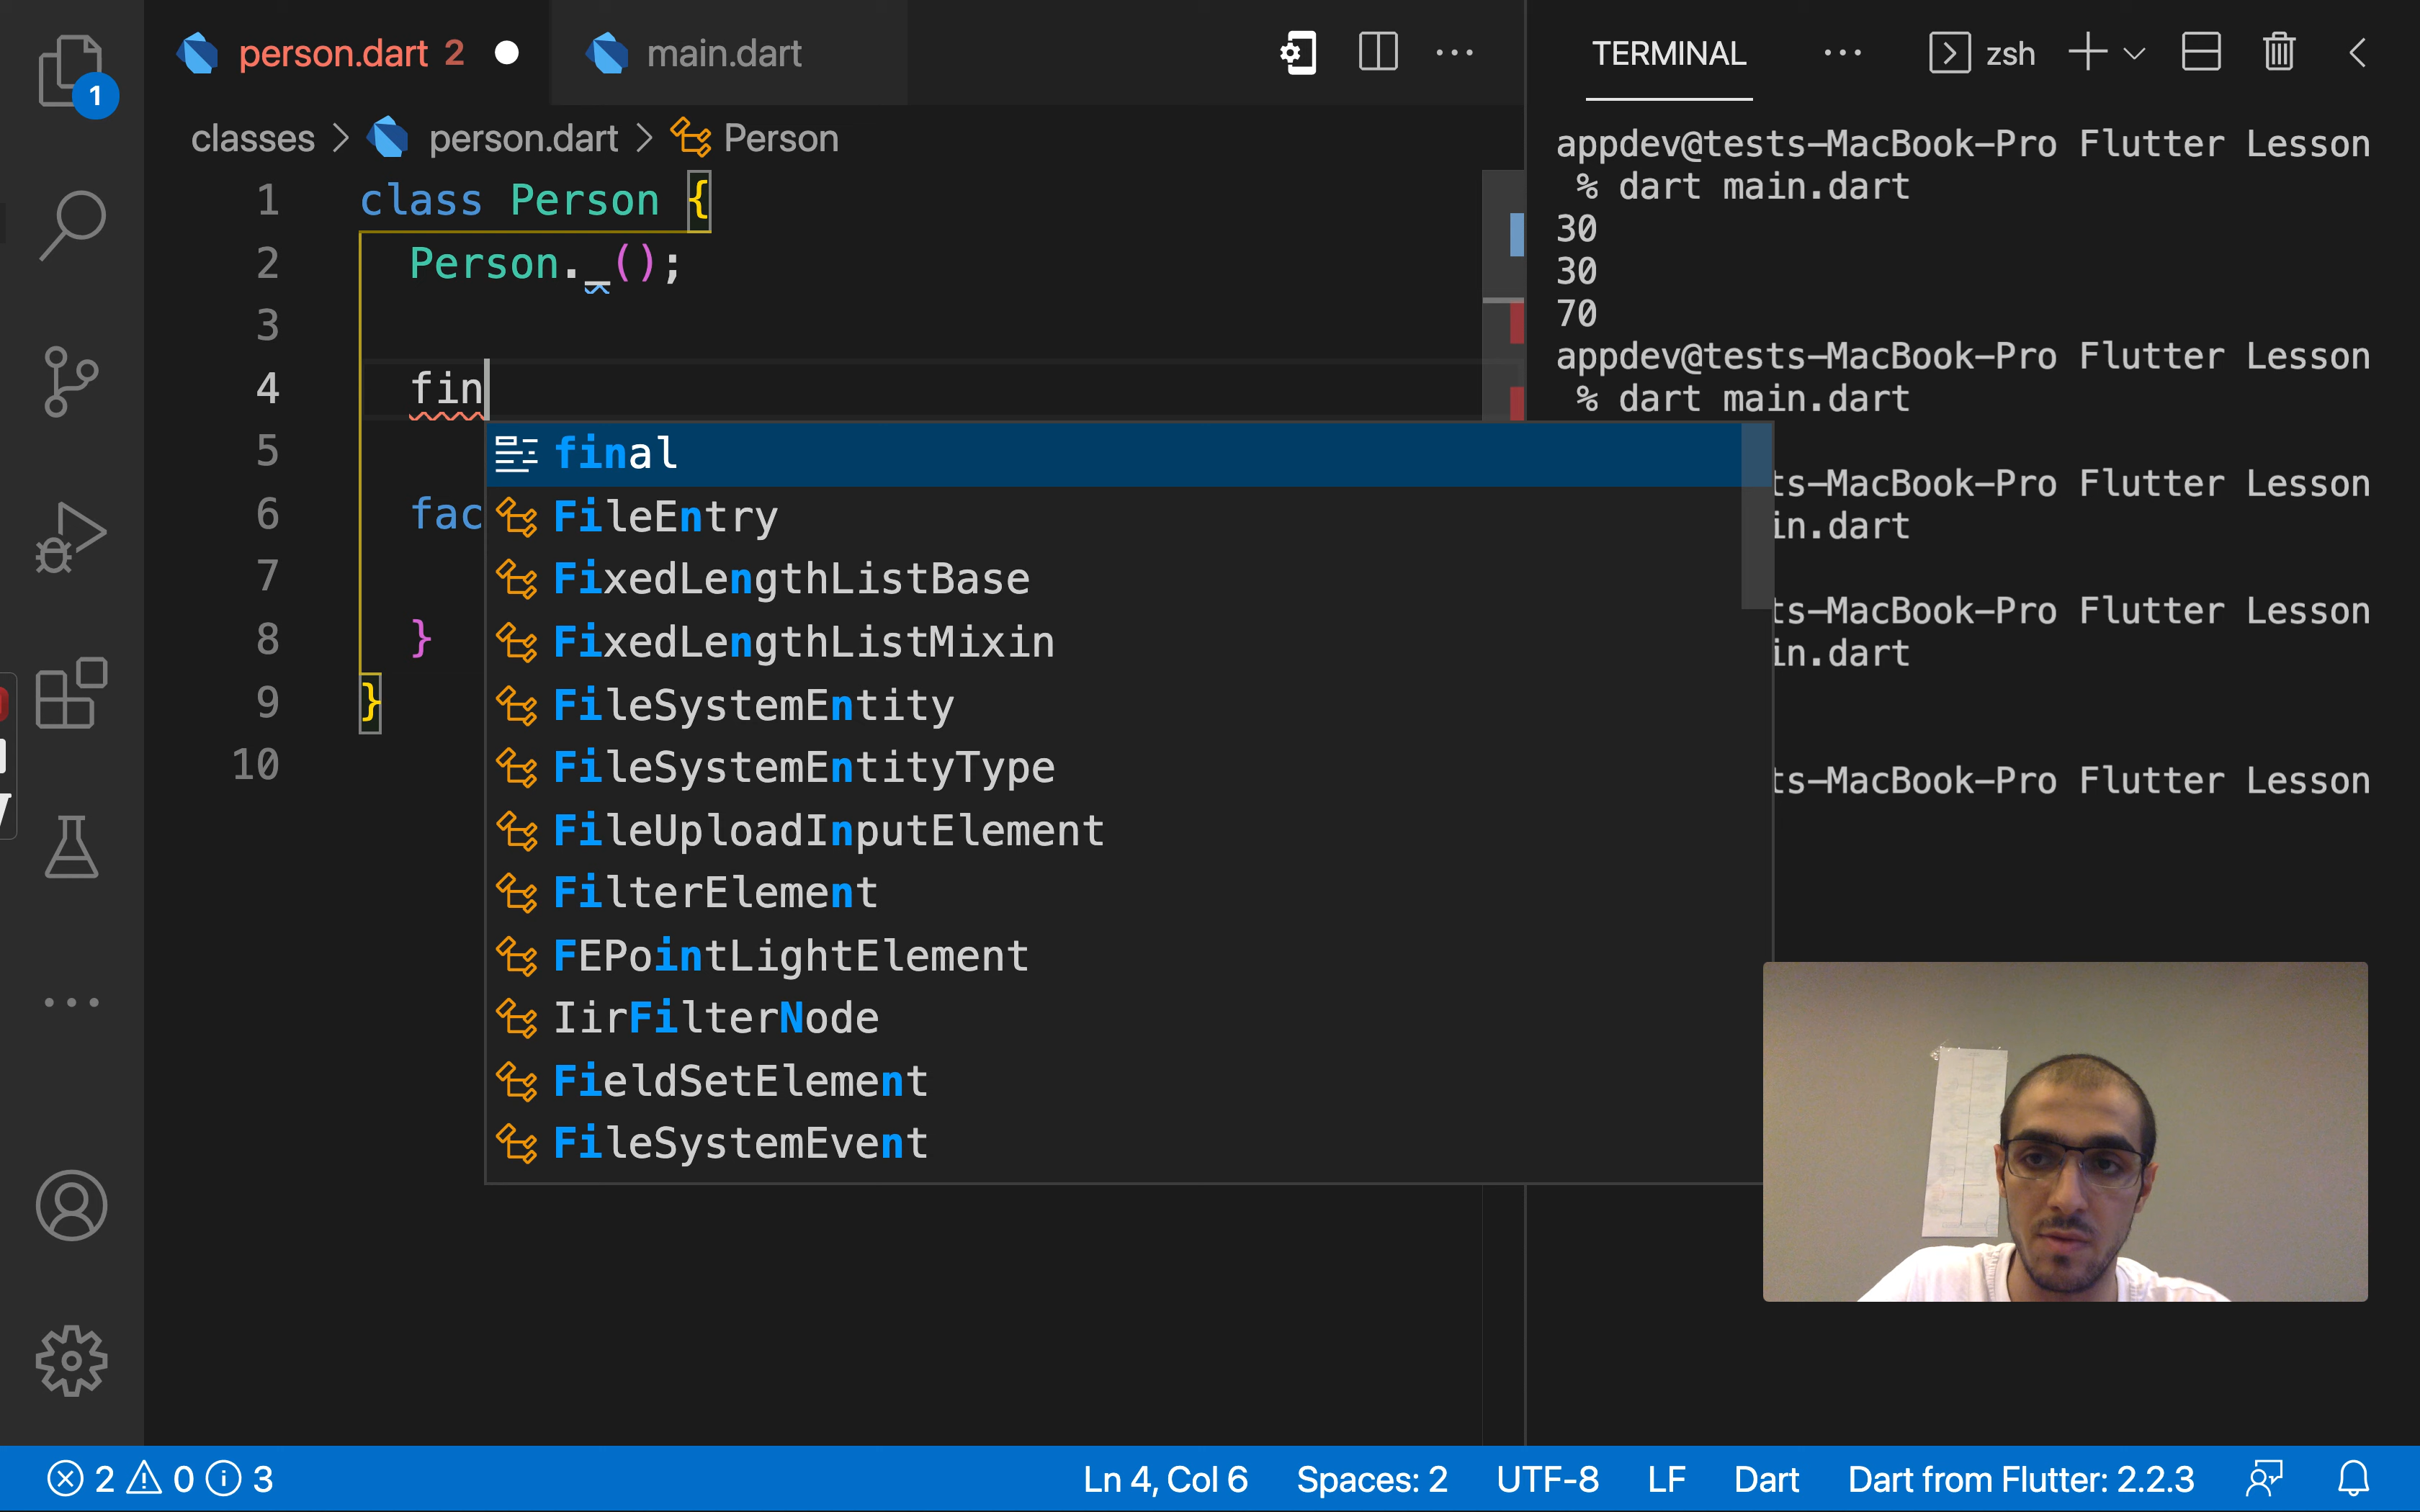 person.dart 2
main.dart
1
classes > person.dart > Person
1 class Person {
2 Person._();
3
4 fin
5
6 fac
7
8 }
9 }
10
final
FileEntry
FixedLengthListBase
FixedLengthListMixin
FileSystemEntity
FileSystemEntityType
FileUploadInputElement
FilterElement
FEPointLightElement
IirFilterNode
FieldSetElement
FileSystemEvent
TERMINAL
zsh
appdev@tests-MacBook-Pro Flutter Lesson
% dart main.dart
30
30
70
appdev@tests-MacBook-Pro Flutter Lesson
% dart main.dart
ts-MacBook-Pro Flutter Lesson
in.dart
ts-MacBook-Pro Flutter Lesson
in.dart
ts-MacBook-Pro Flutter Lesson
2 0 3
Ln 4, Col 6
Spaces: 2
UTF-8
LF
Dart
Dart from Flutter: 2.2.3